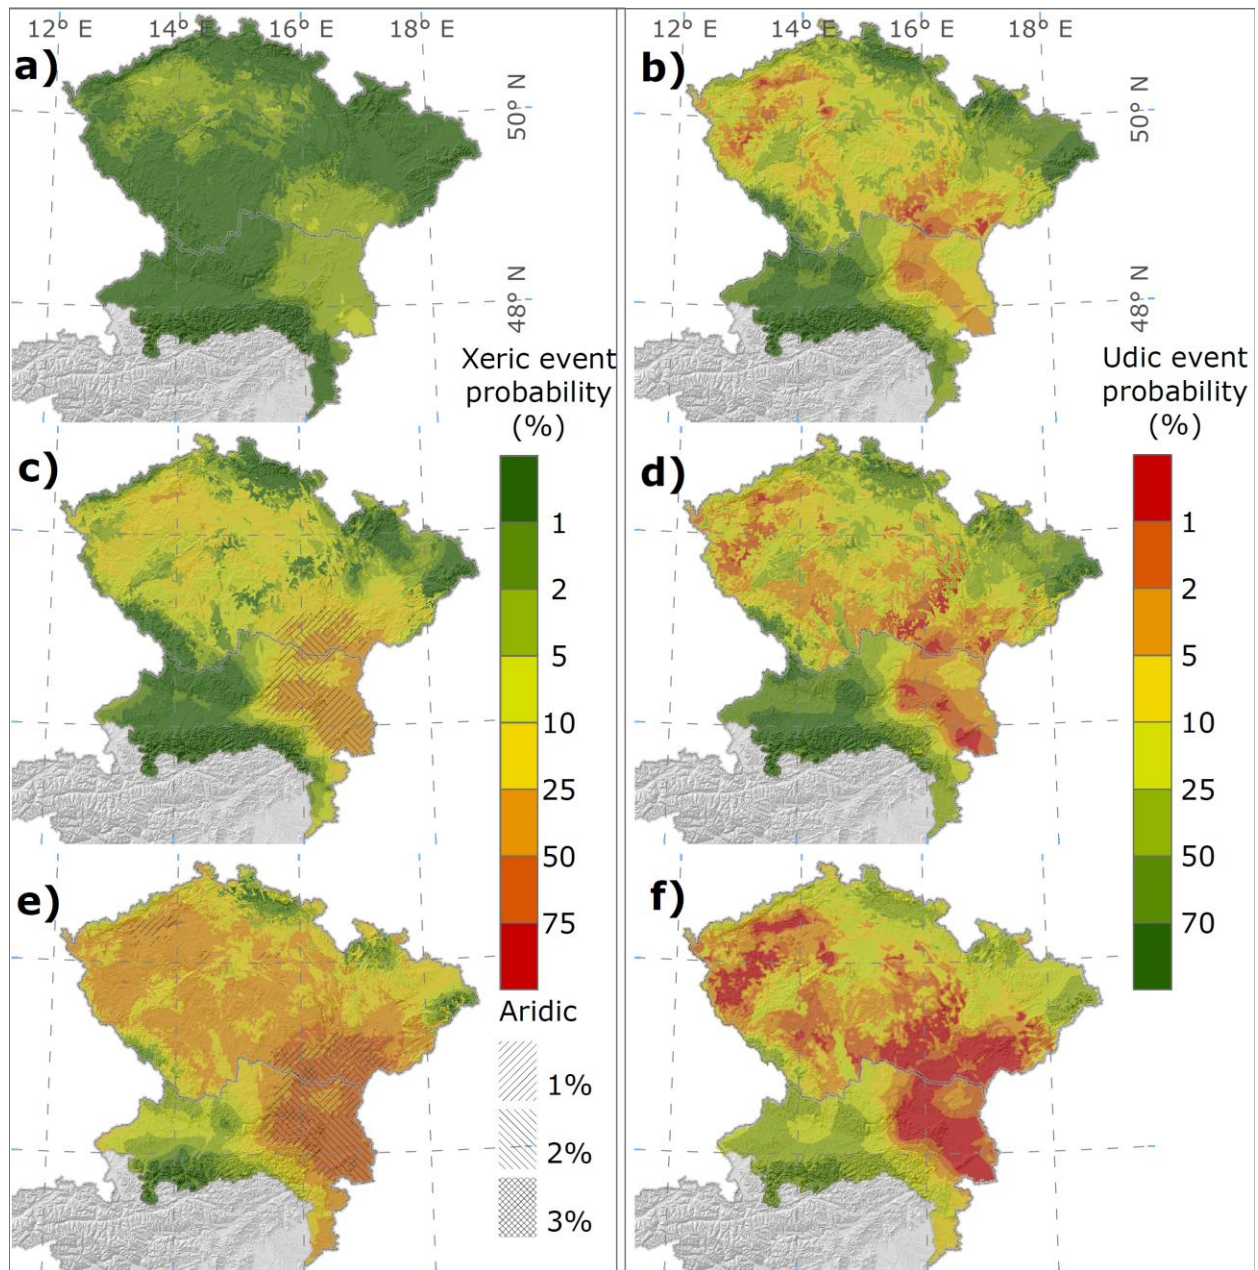 12° E 14° E 16° E 18° E
12° E 14° E 16° E 18° E
a)
b)
50° N
50° N
48° N
48° N
Xeric event
probability
(%)
Udic event
probability
(%)
c)
d)
1
2
5
10
25
50
75
1
2
5
10
25
50
70
e)
f)
Aridic
1%
2%
3%